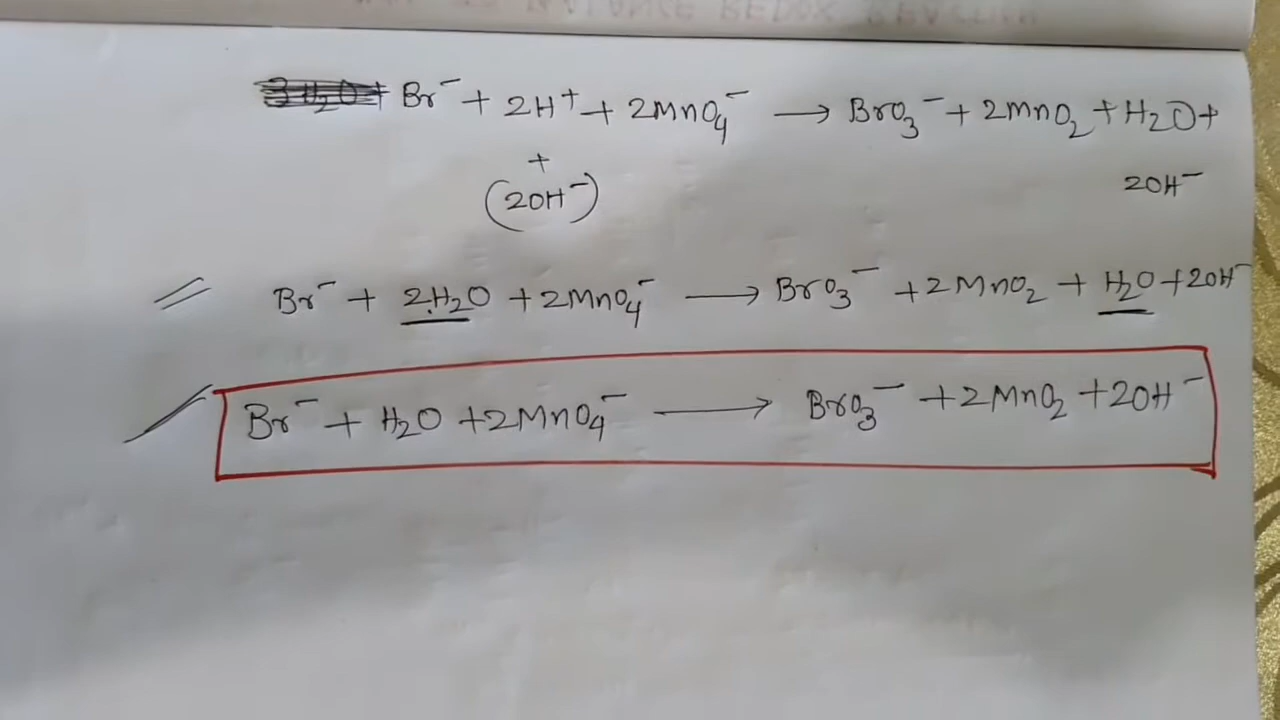 Br⁻ + 2H⁺ + 2MnO₄⁻ ⟶ BrO₃⁻ + 2MnO₂ + H₂O +
+
(2OH⁻) 2OH⁻
Br⁻ + 2H₂O + 2MnO₄⁻ ⟶ BrO₃⁻ + 2MnO₂ + H₂O + 2OH⁻
Br⁻ + H₂O + 2MnO₄⁻ ⟶ BrO₃⁻ + 2MnO₂ + 2OH⁻